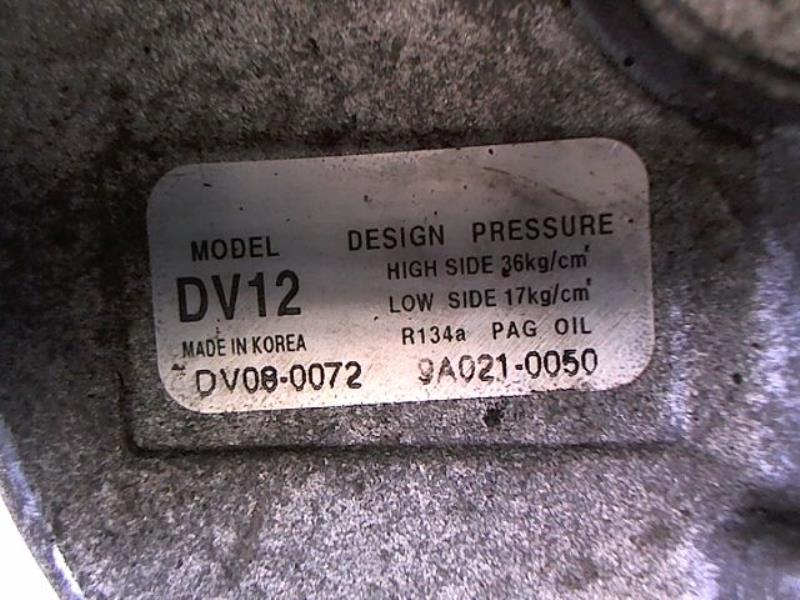 MODEL DESIGN PRESSURE
DV12 HIGH SIDE 36kg/cm²
LOW SIDE 17kg/cm²
MADE IN KOREA R134a PAG OIL
DV08-0072 9A021-0050